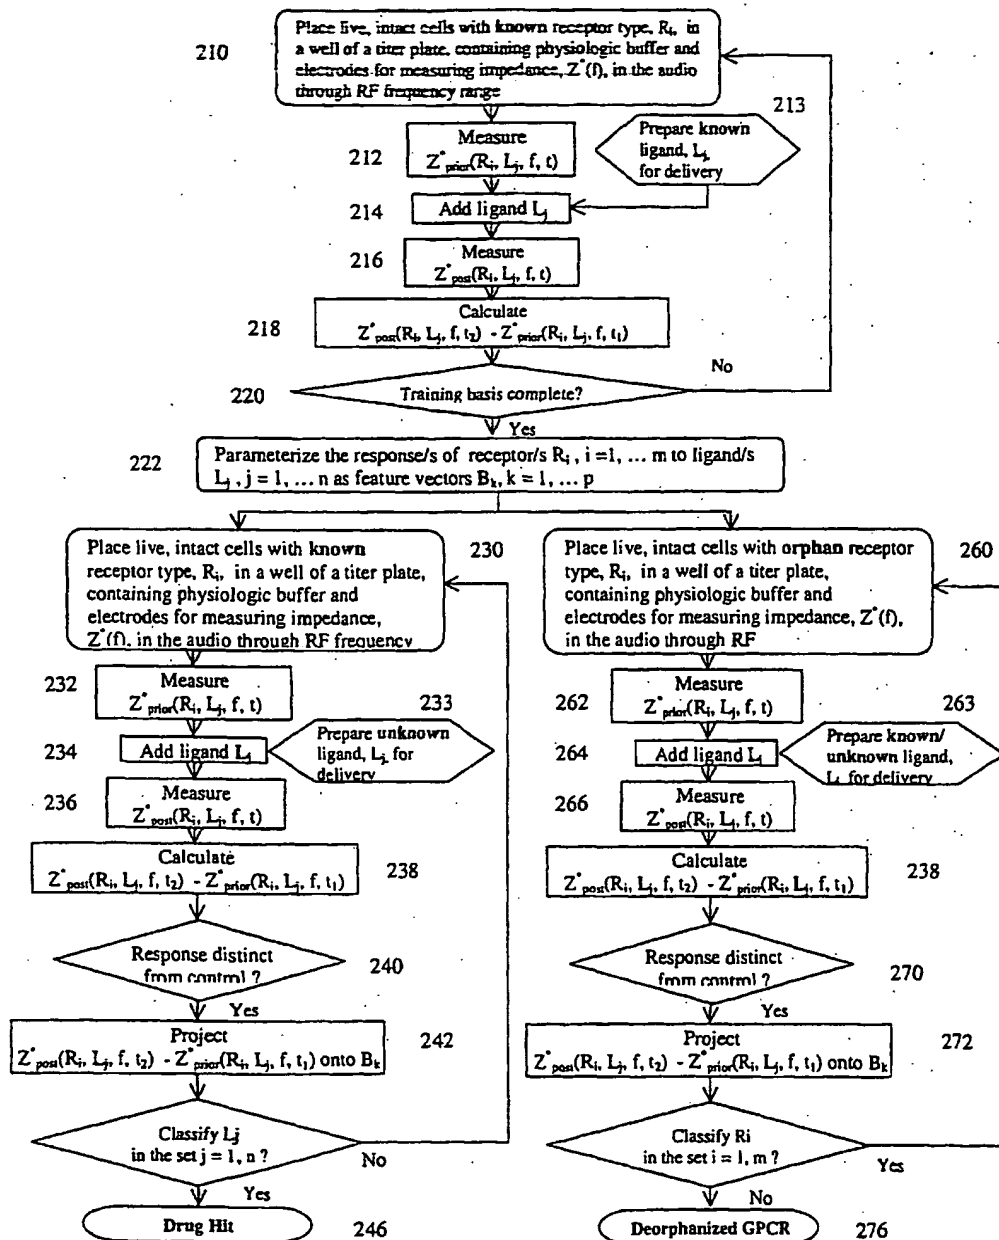 210
Place live, intact cells with known receptor type, Rᵢ, in
a well of a titer plate, containing physiologic buffer and
electrodes for measuring impedance, Z*(f), in the audio
through RF frequency range
213
Prepare known
ligand, Lⱼ,
for delivery
212
Measure
Z*prior(Rᵢ, Lⱼ, f, t)
214
Add ligand Lⱼ
216
Measure
Z*post(Rᵢ, Lⱼ, f, t)
218
Calculate
Z*post(Rᵢ, Lⱼ, f, t₂) - Z*prior(Rᵢ, Lⱼ, f, t₁)
220
Training basis complete?
No
Yes
222
Parameterize the response/s of receptor/s Rᵢ , i =1, ... m to ligand/s
Lⱼ , j = 1, ... n as feature vectors Bₖ, k = 1, ... p
230
Place live, intact cells with known
receptor type, Rᵢ, in a well of a titer plate,
containing physiologic buffer and
electrodes for measuring impedance,
Z*(f), in the audio through RF frequency
232
Measure
Z*prior(Rᵢ, Lⱼ, f, t)
233
Prepare unknown
ligand, Lⱼ, for
delivery
234
Add ligand Lⱼ
236
Measure
Z*post(Rᵢ, Lⱼ, f, t)
Calculate
Z*post(Rᵢ, Lⱼ, f, t₂) - Z*prior(Rᵢ, Lⱼ, f, t₁)
238
Response distinct
from control ?
240
Yes
Project
Z*post(Rᵢ, Lⱼ, f, t₂) - Z*prior(Rᵢ, Lⱼ, f, t₁) onto Bₖ
242
Classify Lj
in the set j = 1, n ?
No
Yes
Drug Hit
246
Place live, intact cells with orphan receptor
type, Rᵢ, in a well of a titer plate,
containing physiologic buffer and
electrodes for measuring impedance, Z*(f),
in the audio through RF
260
262
Measure
Z*prior(Rᵢ, Lⱼ, f, t)
263
Prepare known/
unknown ligand,
Lⱼ for delivery
264
Add ligand Lⱼ
266
Measure
Z*post(Rᵢ, Lⱼ, f, t)
Calculate
Z*post(Rᵢ, Lⱼ, f, t₂) - Z*prior(Rᵢ, Lⱼ, f, t₁)
238
Response distinct
from control ?
270
Yes
Project
Z*post(Rᵢ, Lⱼ, f, t₂) - Z*prior(Rᵢ, Lⱼ, f, t₁) onto Bₖ
272
Classify Ri
in the set i = 1, m ?
Yes
No
Deorphanized GPCR
276